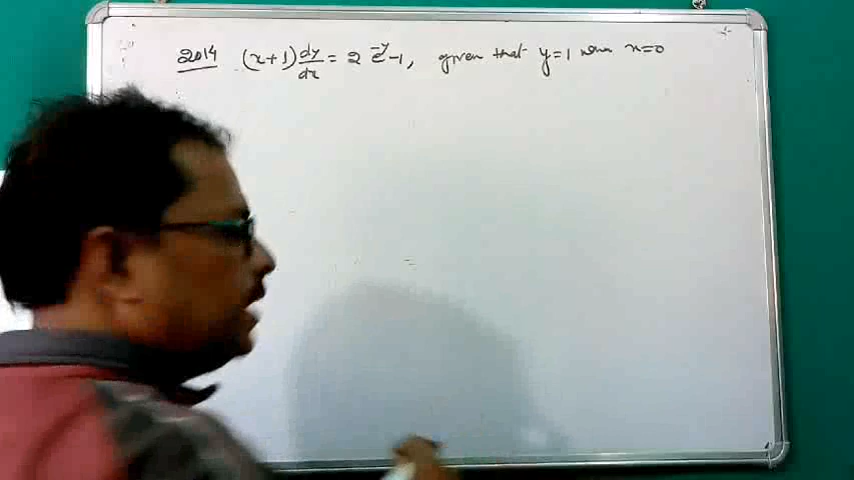 2014 (x+1) dy/dx = 2 e^-y -1, given that y=1 when x=0